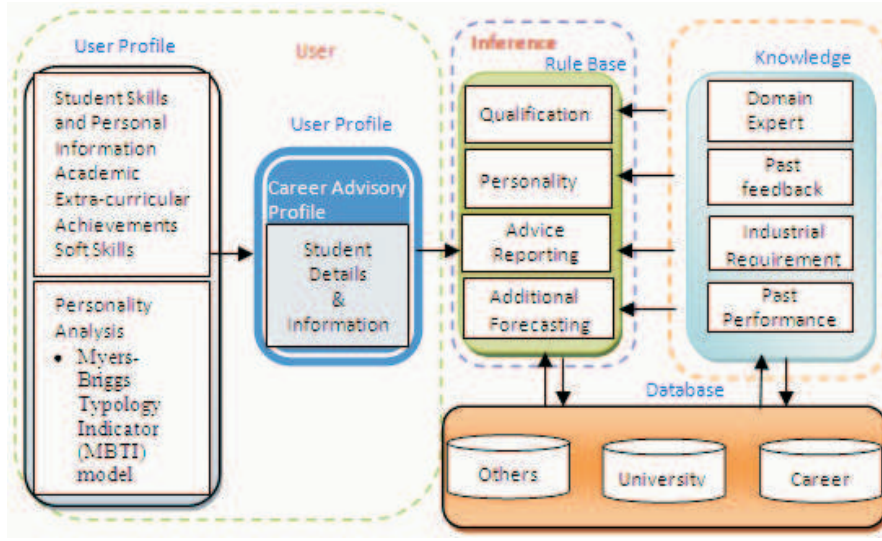 User Profile
User
Student Skills
and Personal
Information
Academic
Extra-curricular
Achievements
Soft Skills
Personality
Analysis
• Myers-
Briggs
Typology
Indicator
(MBTI)
model
User Profile
Career Advisory
Profile
Student
Details
&
Information
Inference
Rule Base
Qualification
Personality
Advice
Reporting
Additional
Forecasting
Knowledge
Domain
Expert
Past
feedback
Industrial
Requirement
Past
Performance
Database
Others
University
Career